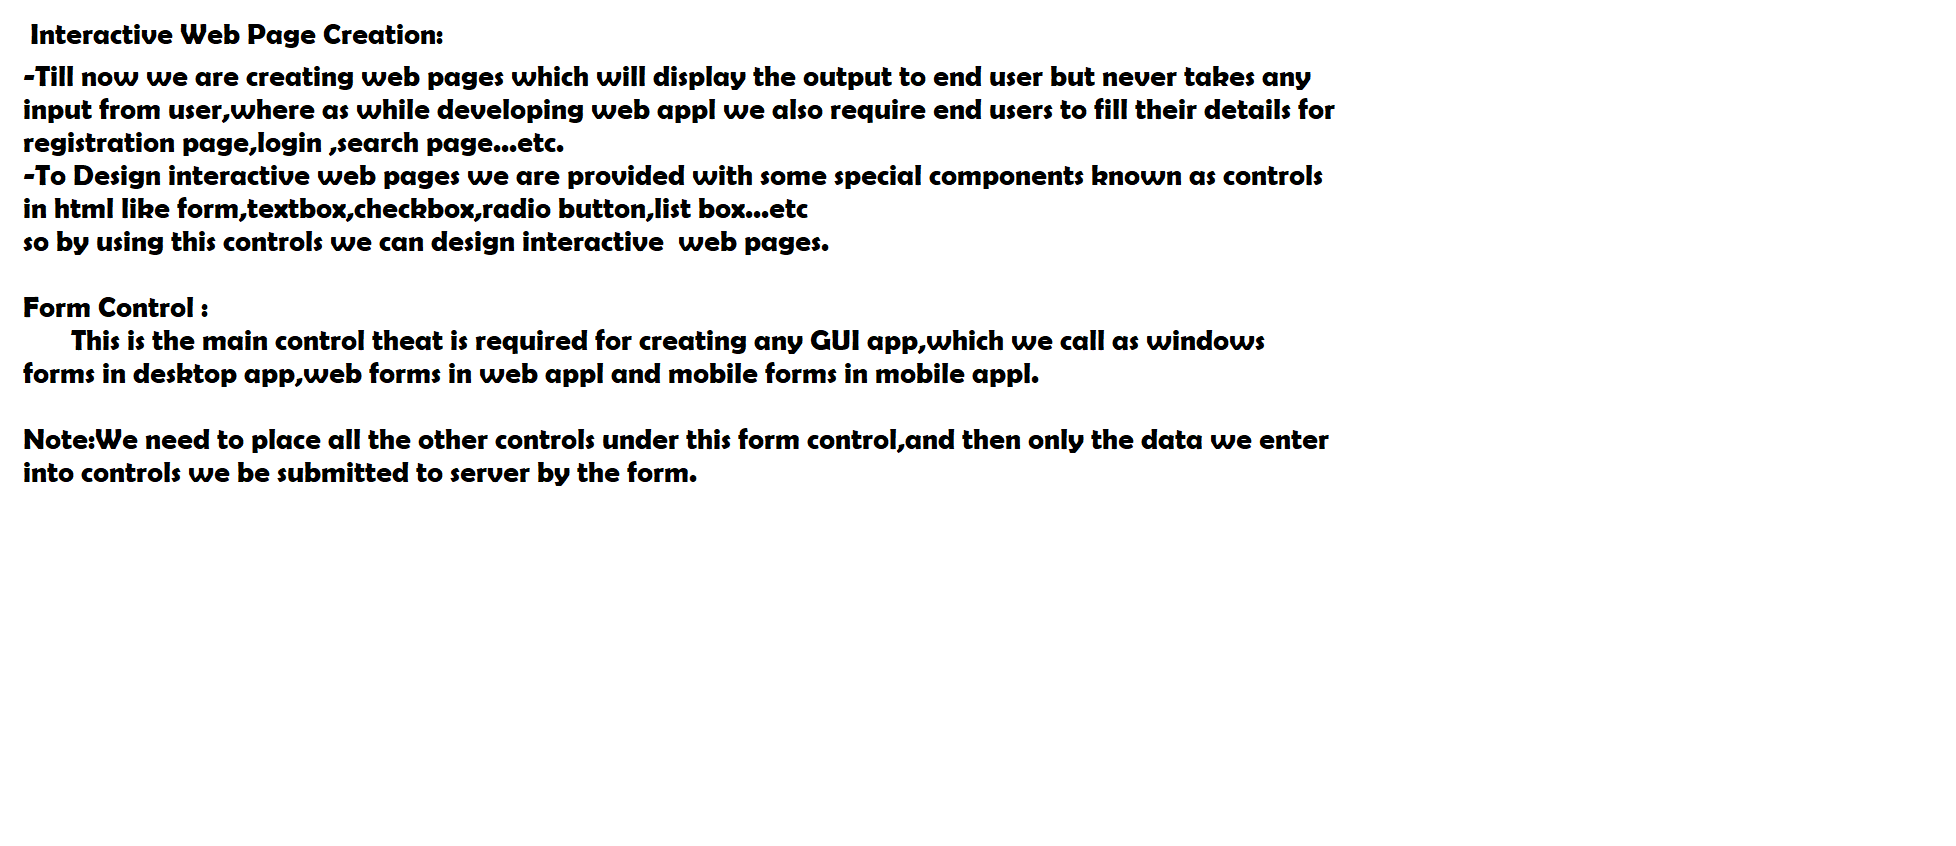 Interactive Web Page Creation:
-Till now we are creating web pages which will display the output to end user but never takes any
input from user,where as while developing web appl we also require end users to fill their details for
registration page,login ,search page...etc.
-To Design interactive web pages we are provided with some special components known as controls
in html like form,textbox,checkbox,radio button,list box...etc
so by using this controls we can design interactive  web pages.
Form Control :
This is the main control theat is required for creating any GUI app,which we call as windows
forms in desktop app,web forms in web appl and mobile forms in mobile appl.
Note:We need to place all the other controls under this form control,and then only the data we enter
into controls we be submitted to server by the form.